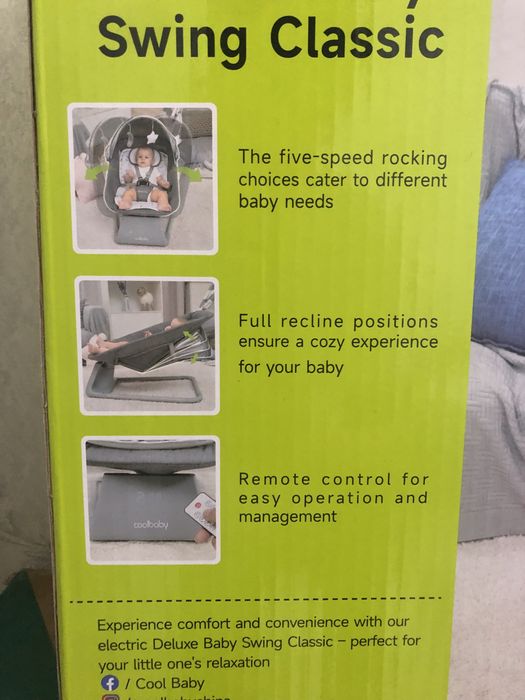 Swing Classic
The five-speed rocking
choices cater to different
baby needs
coolbaby
Full recline positions
ensure a cozy experience
for your baby
coolbaby
Remote control for
easy operation and
management
Experience comfort and convenience with our
electric Deluxe Baby Swing Classic – perfect for
your little one's relaxation
/ Cool Baby